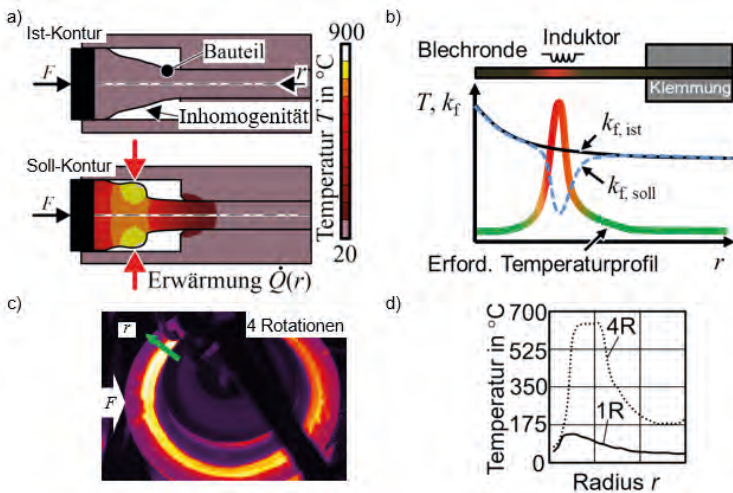 a)
Ist-Kontur
F
Bauteil
r
Inhomogenität
Soll-Kontur
F
Erwärmung Q̇(r)
900
Temperatur T in °C
20
b)
Induktor
Blechronde
Klemmung
T, kf
kf, ist
kf, soll
Erford. Temperaturprofil
r
c)
r
4 Rotationen
F
d)
Temperatur in °C
700
525
350
175
0
4R
1R
Radius r